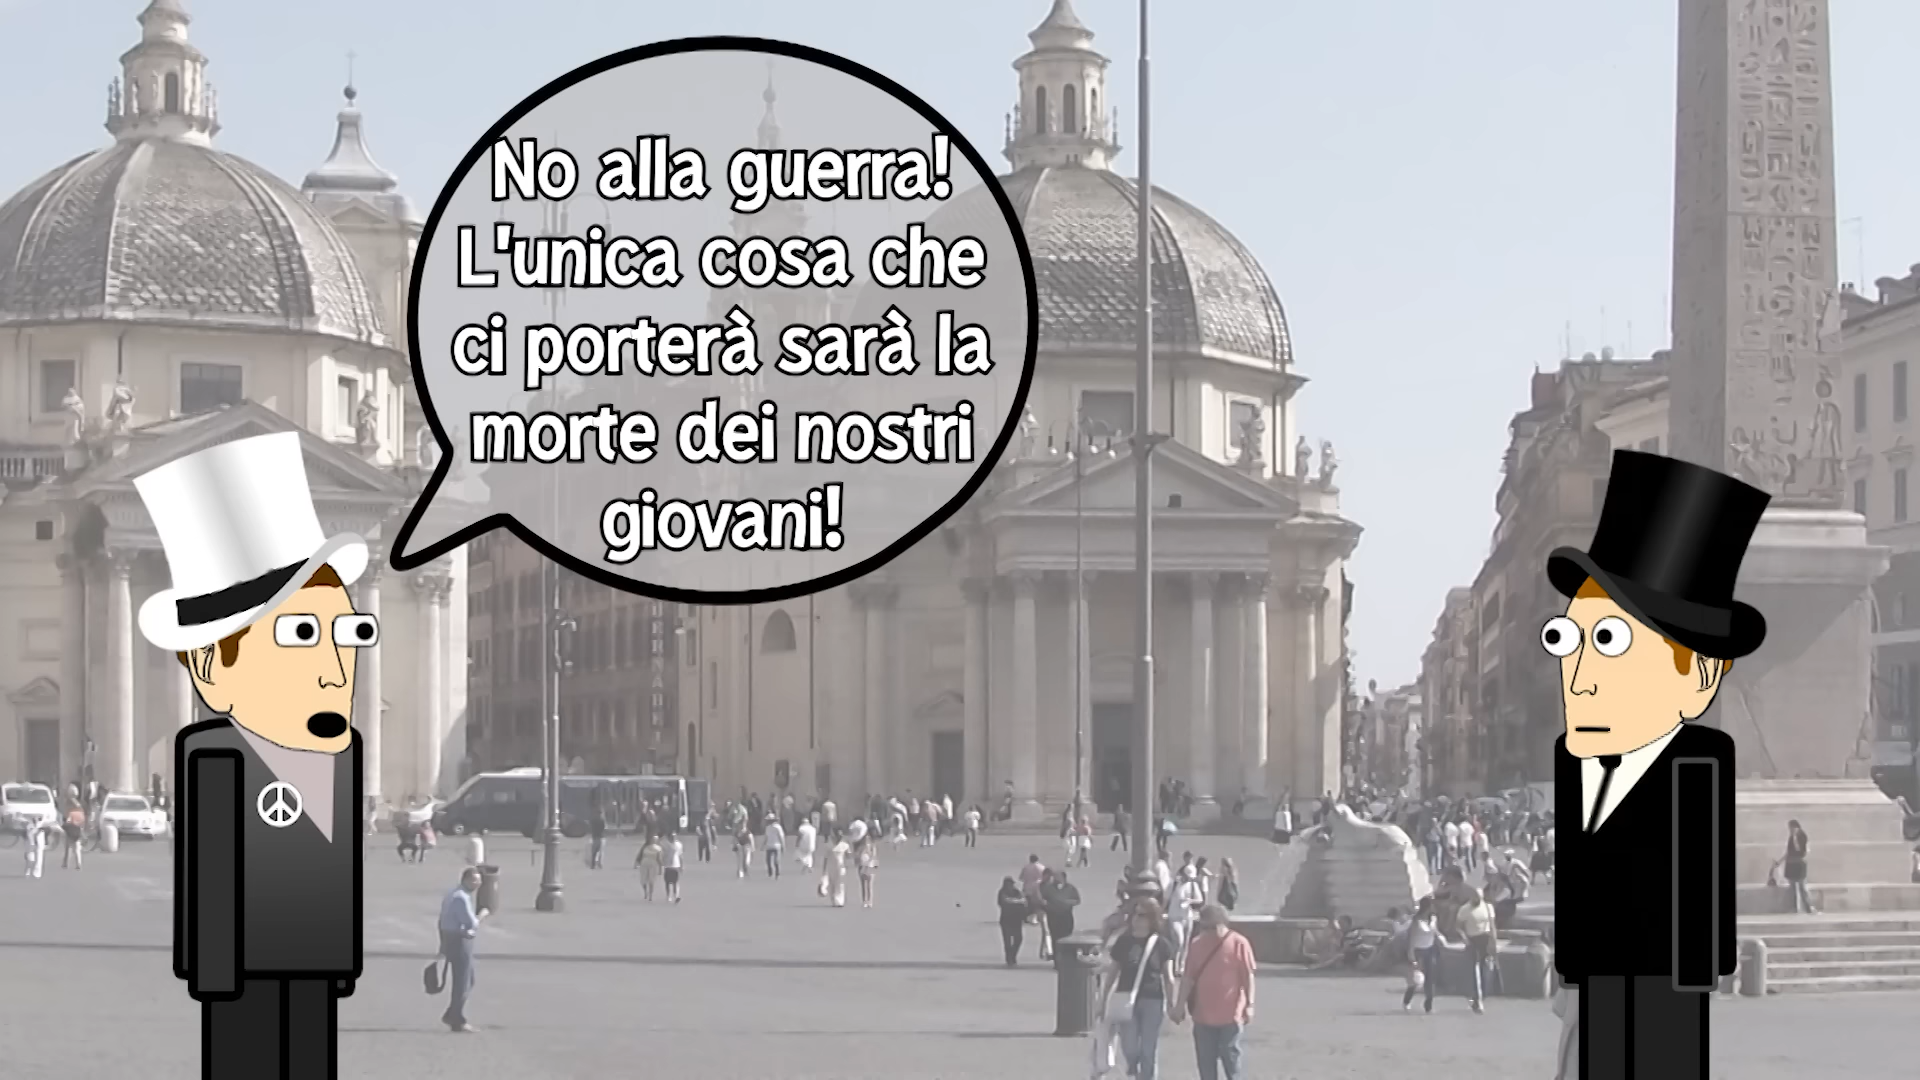 No alla guerra!
L'unica cosa che
ci porterà sarà la
morte dei nostri
giovani!